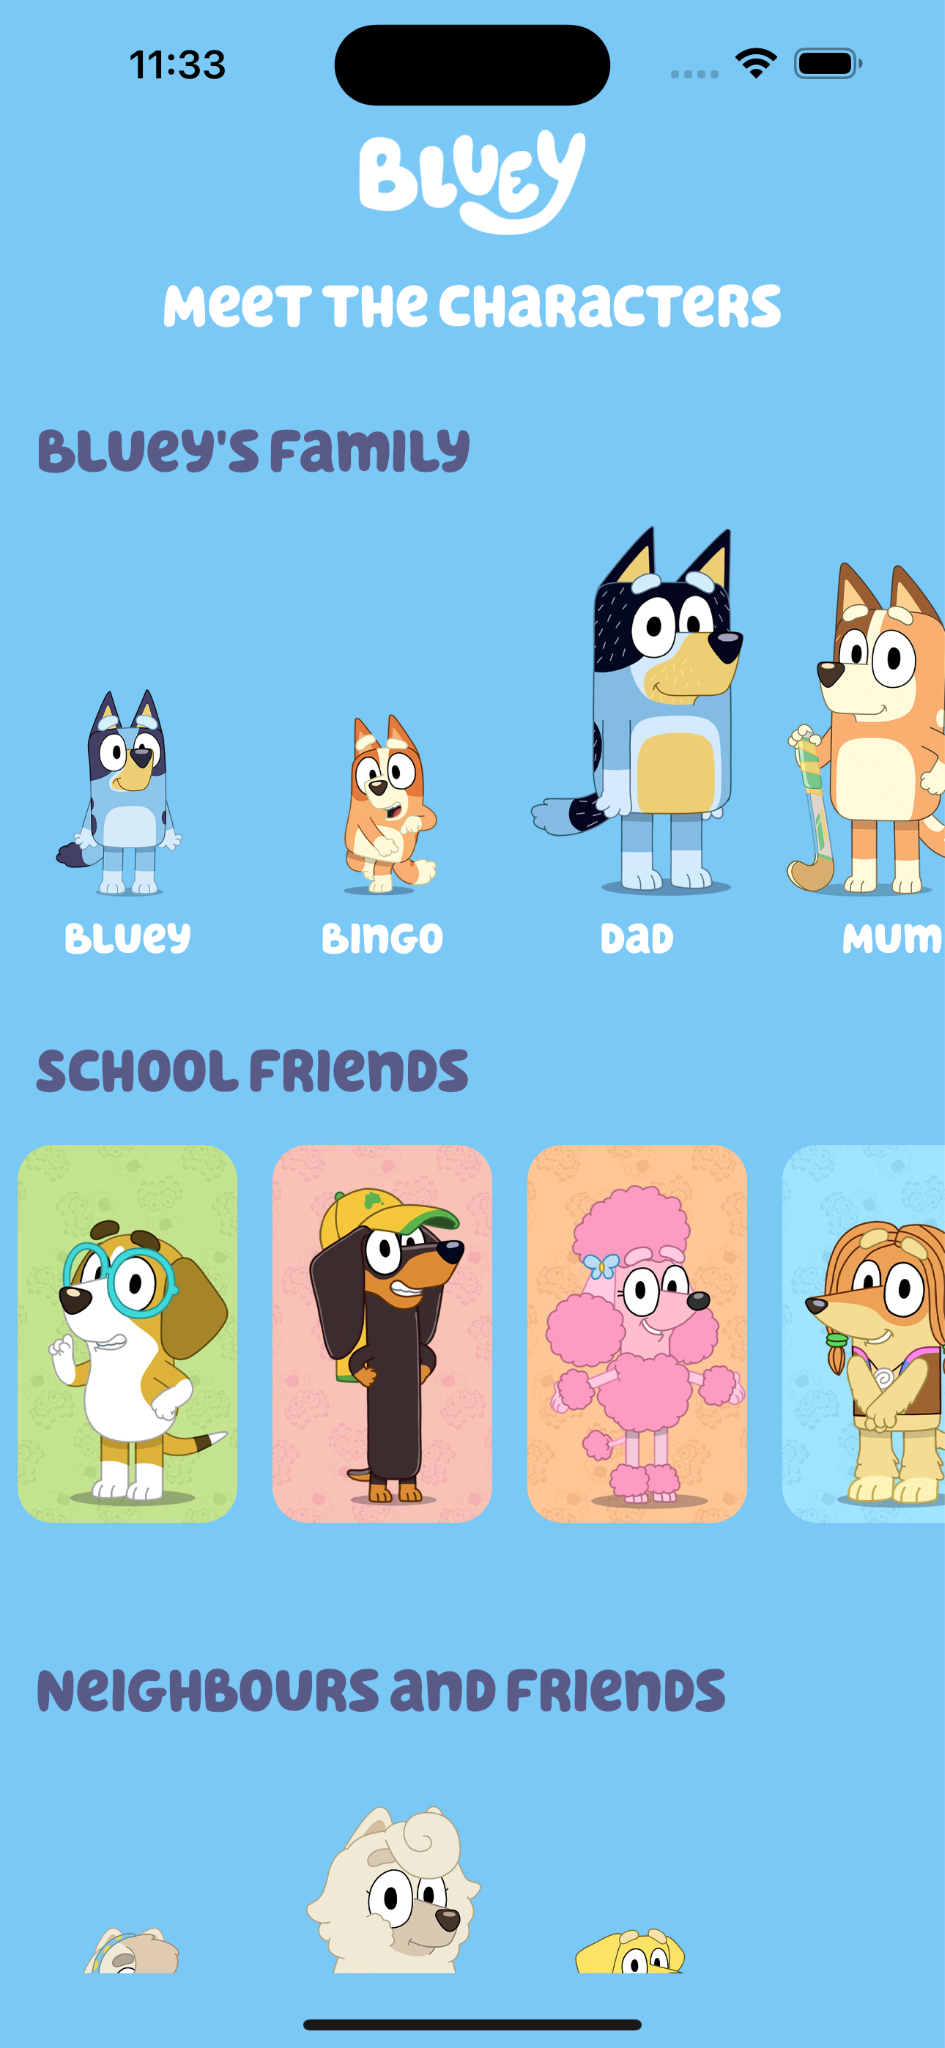 11:33
BLUEY
MEET THE CHARACTERS
BLUEY'S FAMILY
BLUEY
BINGO
DAD
MUM
SCHOOL FRIENDS
NEIGHBOURS AND FRIENDS